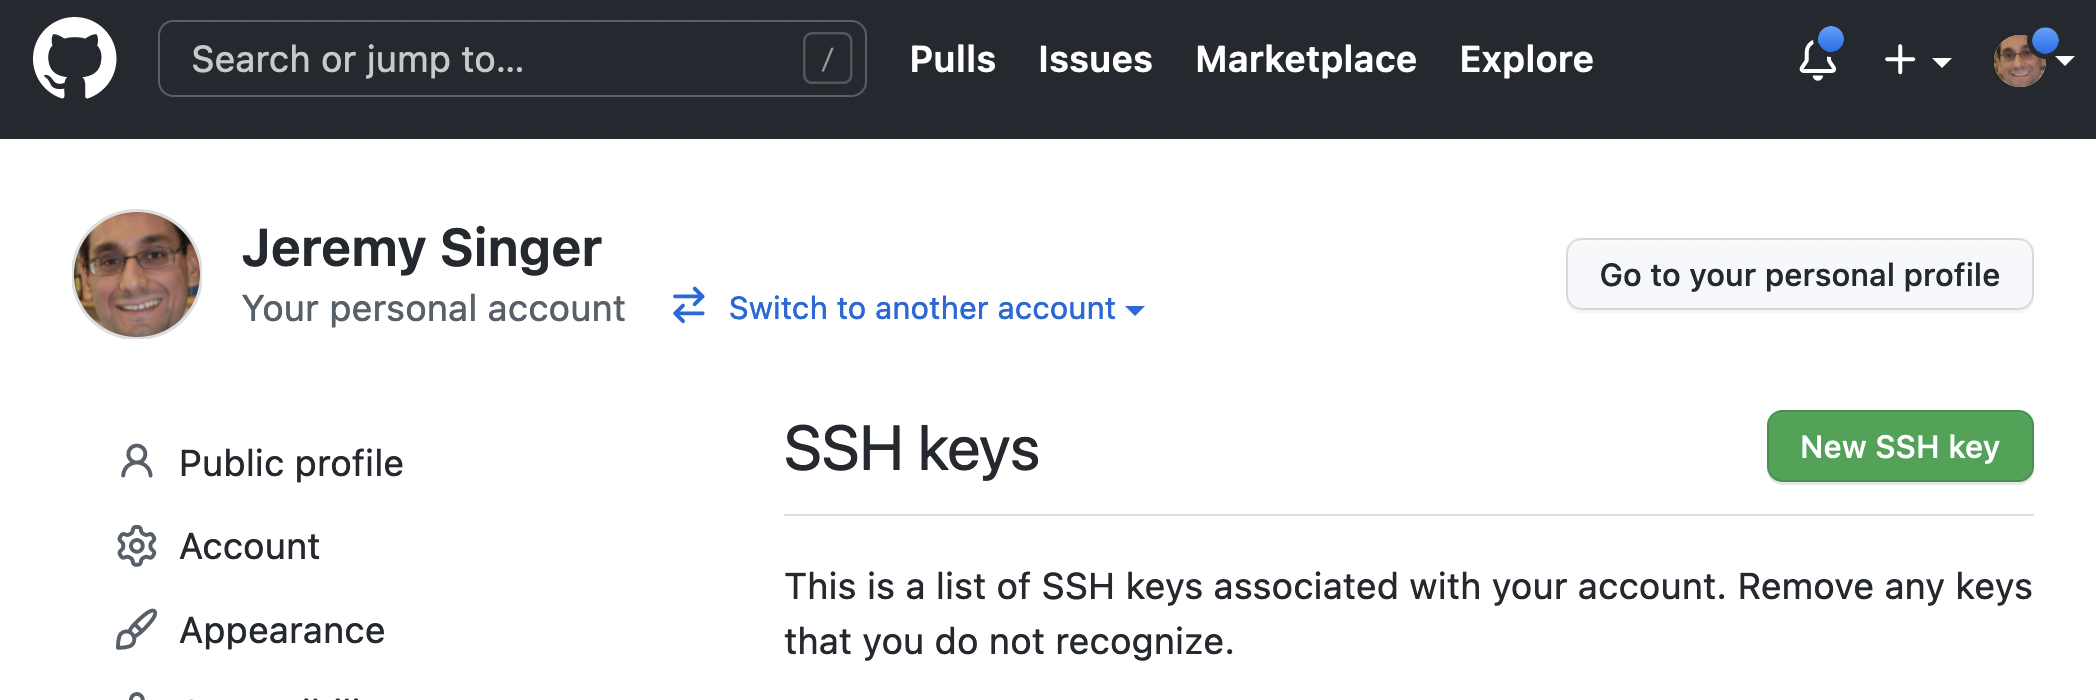 Search or jump to...
/
Pulls
Issues
Marketplace
Explore
Jeremy Singer
Your personal account
Switch to another account
Go to your personal profile
Public profile
Account
Appearance
SSH keys
New SSH key
This is a list of SSH keys associated with your account. Remove any keys
that you do not recognize.